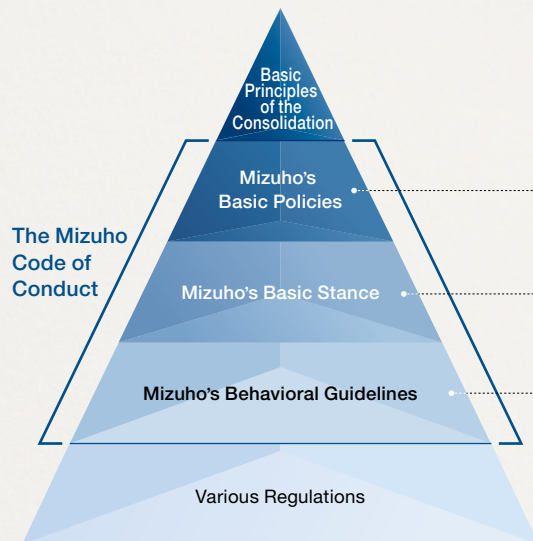 Basic
Principles
of the
Consolidation
Mizuho's
Basic Policies
The Mizuho
Code of
Conduct
Mizuho's Basic Stance
Mizuho's Behavioral Guidelines
Various Regulations